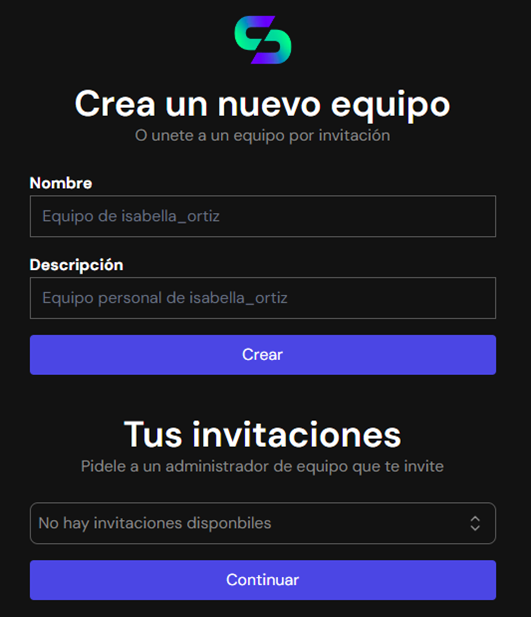 Crea un nuevo equipo
O unete a un equipo por invitación
Nombre
Equipo de isabella_ortiz
Descripción
Equipo personal de isabella_ortiz
Crear
Tus invitaciones
Pidele a un administrador de equipo que te invite
No hay invitaciones disponbiles
Continuar